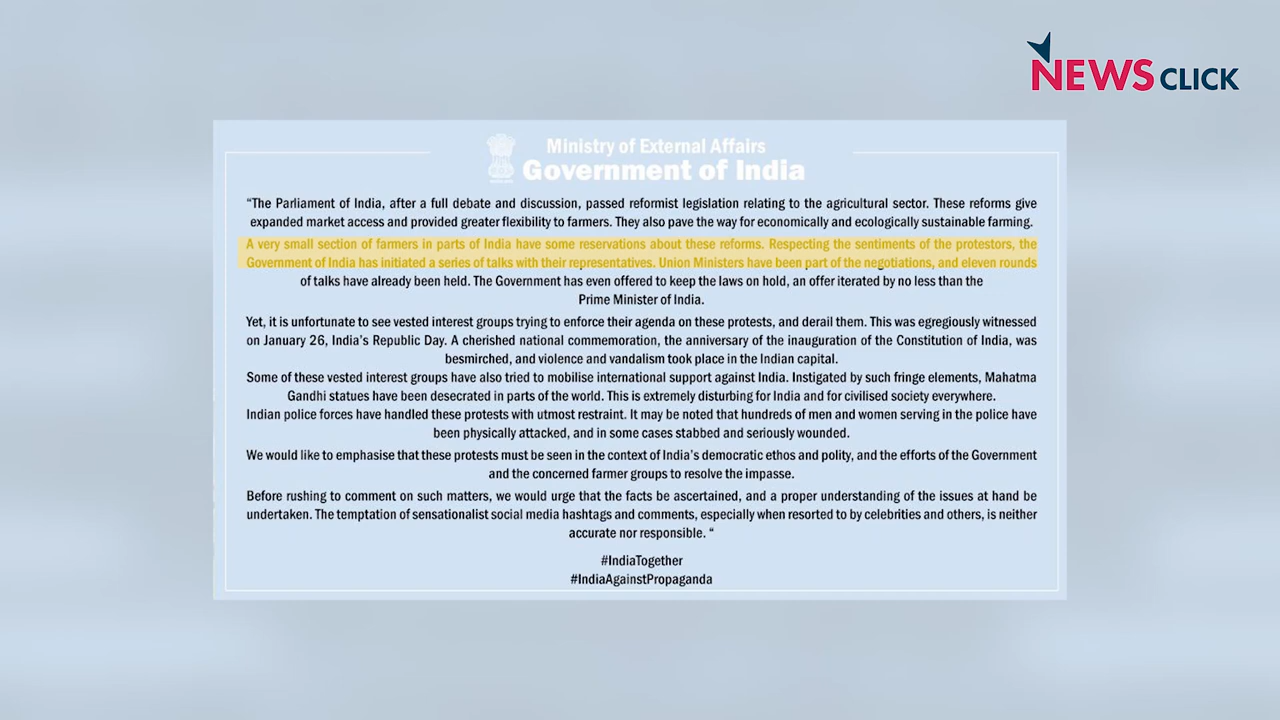 NEWSCLICK
Ministry of External Affairs
Government of India
“The Parliament of India, after a full debate and discussion, passed reformist legislation relating to the agricultural sector. These reforms give
expanded market access and provided greater flexibility to farmers. They also pave the way for economically and ecologically sustainable farming.
A very small section of farmers in parts of India have some reservations about these reforms. Respecting the sentiments of the protestors, the
Government of India has initiated a series of talks with their representatives. Union Ministers have been part of the negotiations, and eleven rounds
of talks have already been held. The Government has even offered to keep the laws on hold, an offer iterated by no less than the
Prime Minister of India.
Yet, it is unfortunate to see vested interest groups trying to enforce their agenda on these protests, and derail them. This was egregiously witnessed
on January 26, India’s Republic Day. A cherished national commemoration, the anniversary of the inauguration of the Constitution of India, was
besmirched, and violence and vandalism took place in the Indian capital.
Some of these vested interest groups have also tried to mobilise international support against India. Instigated by such fringe elements, Mahatma
Gandhi statues have been desecrated in parts of the world. This is extremely disturbing for India and for civilised society everywhere.
Indian police forces have handled these protests with utmost restraint. It may be noted that hundreds of men and women serving in the police have
been physically attacked, and in some cases stabbed and seriously wounded.
We would like to emphasise that these protests must be seen in the context of India’s democratic ethos and polity, and the efforts of the Government
and the concerned farmer groups to resolve the impasse.
Before rushing to comment on such matters, we would urge that the facts be ascertained, and a proper understanding of the issues at hand be
undertaken. The temptation of sensationalist social media hashtags and comments, especially when resorted to by celebrities and others, is neither
accurate nor responsible. “
#IndiaTogether
#IndiaAgainstPropaganda